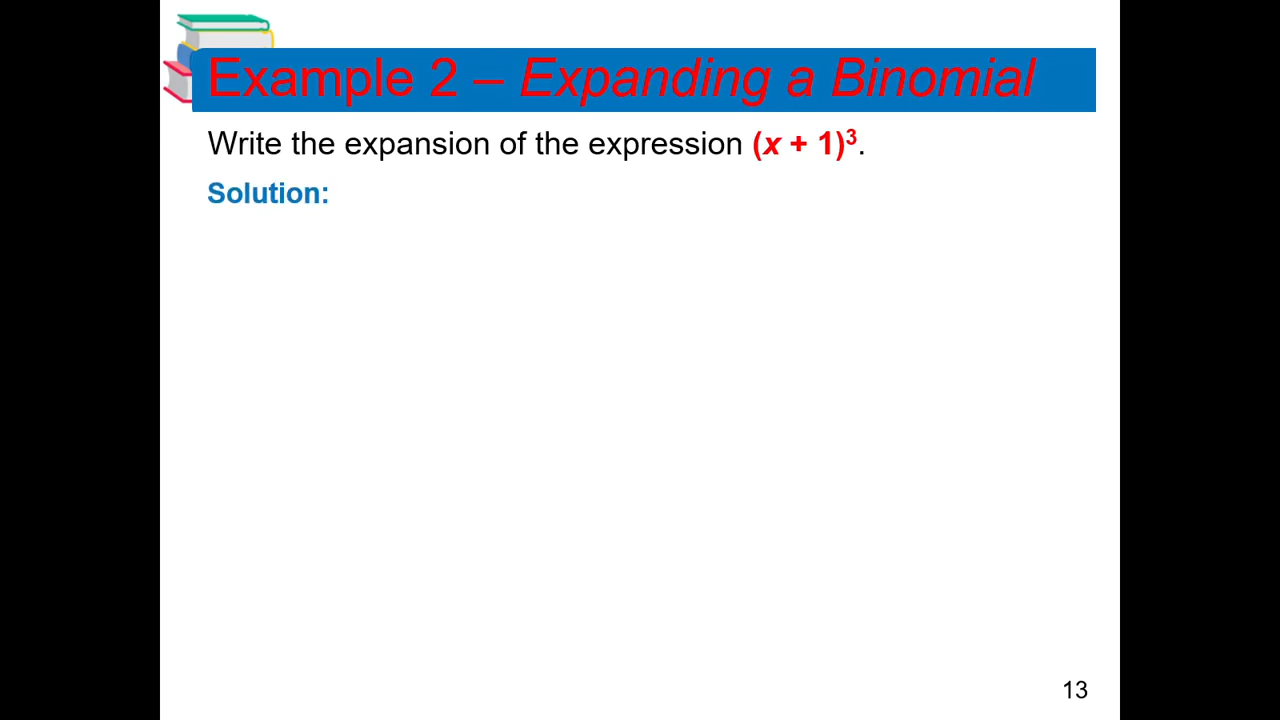 Example 2 – Expanding a Binomial
Write the expansion of the expression (x + 1)³.
Solution:
13